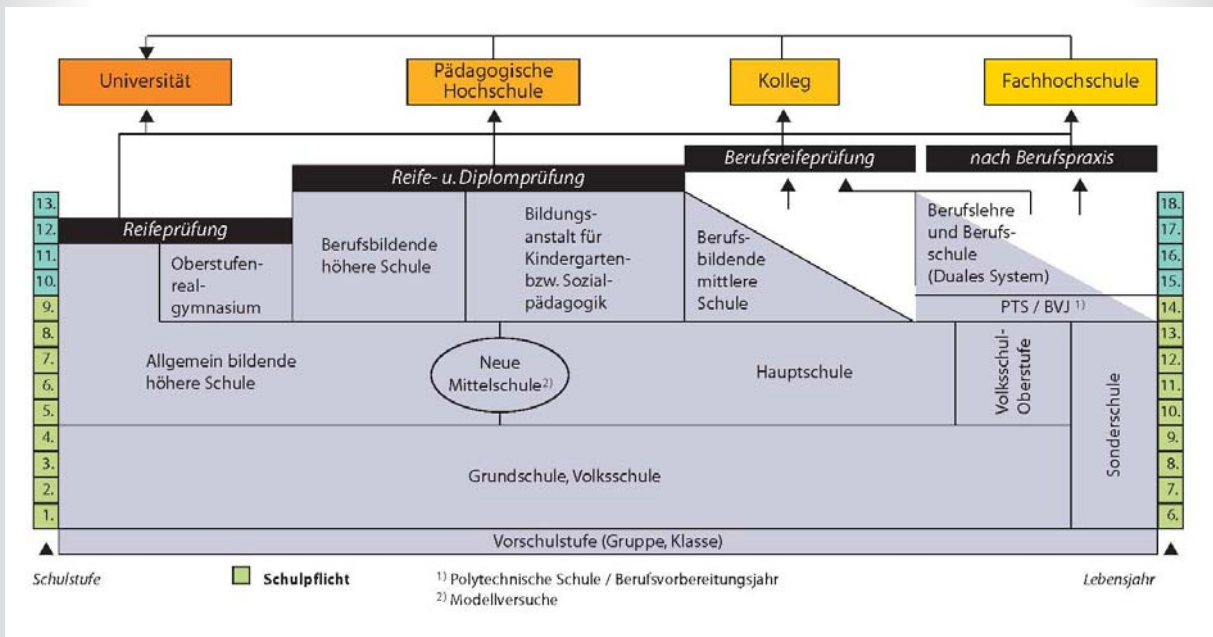 Universität
Pädagogische
Hochschule
Kolleg
Fachhochschule
Berufsreifeprüfung
nach Berufspraxis
Reife- u. Diplomprüfung
Reifeprüfung
13.
12.
11.
10.
9.
8.
7.
6.
5.
4.
3.
2.
1.
Oberstufen-
real-
gymnasium
Berufsbildende
höhere Schule
Bildungs-
anstalt für
Kindergarten-
bzw. Sozial-
pädagogik
Berufs-
bildende
mittlere
Schule
Berufslehre
und Berufs-
schule
(Duales System)
PTS / BVJ 1)
18.
17.
16.
15.
14.
13.
12.
11.
10.
9.
8.
7.
6.
Allgemein bildende
höhere Schule
Neue
Mittelschule2)
Hauptschule
Volksschul-
Oberstufe
Sonderschule
Grundschule, Volksschule
Vorschulstufe (Gruppe, Klasse)
Schulstufe
Schulpflicht
1) Polytechnische Schule / Berufsvorbereitungsjahr
2) Modellversuche
Lebensjahr